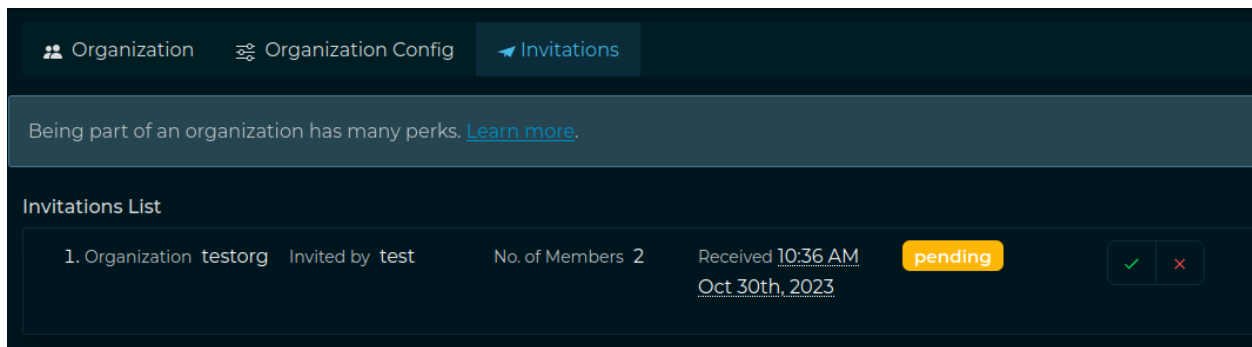 Organization Organization Config Invitations
Being part of an organization has many perks. Learn more.
Invitations List
1. Organization testorg Invited by test No. of Members 2 Received 10:36 AM pending
Oct 30th, 2023